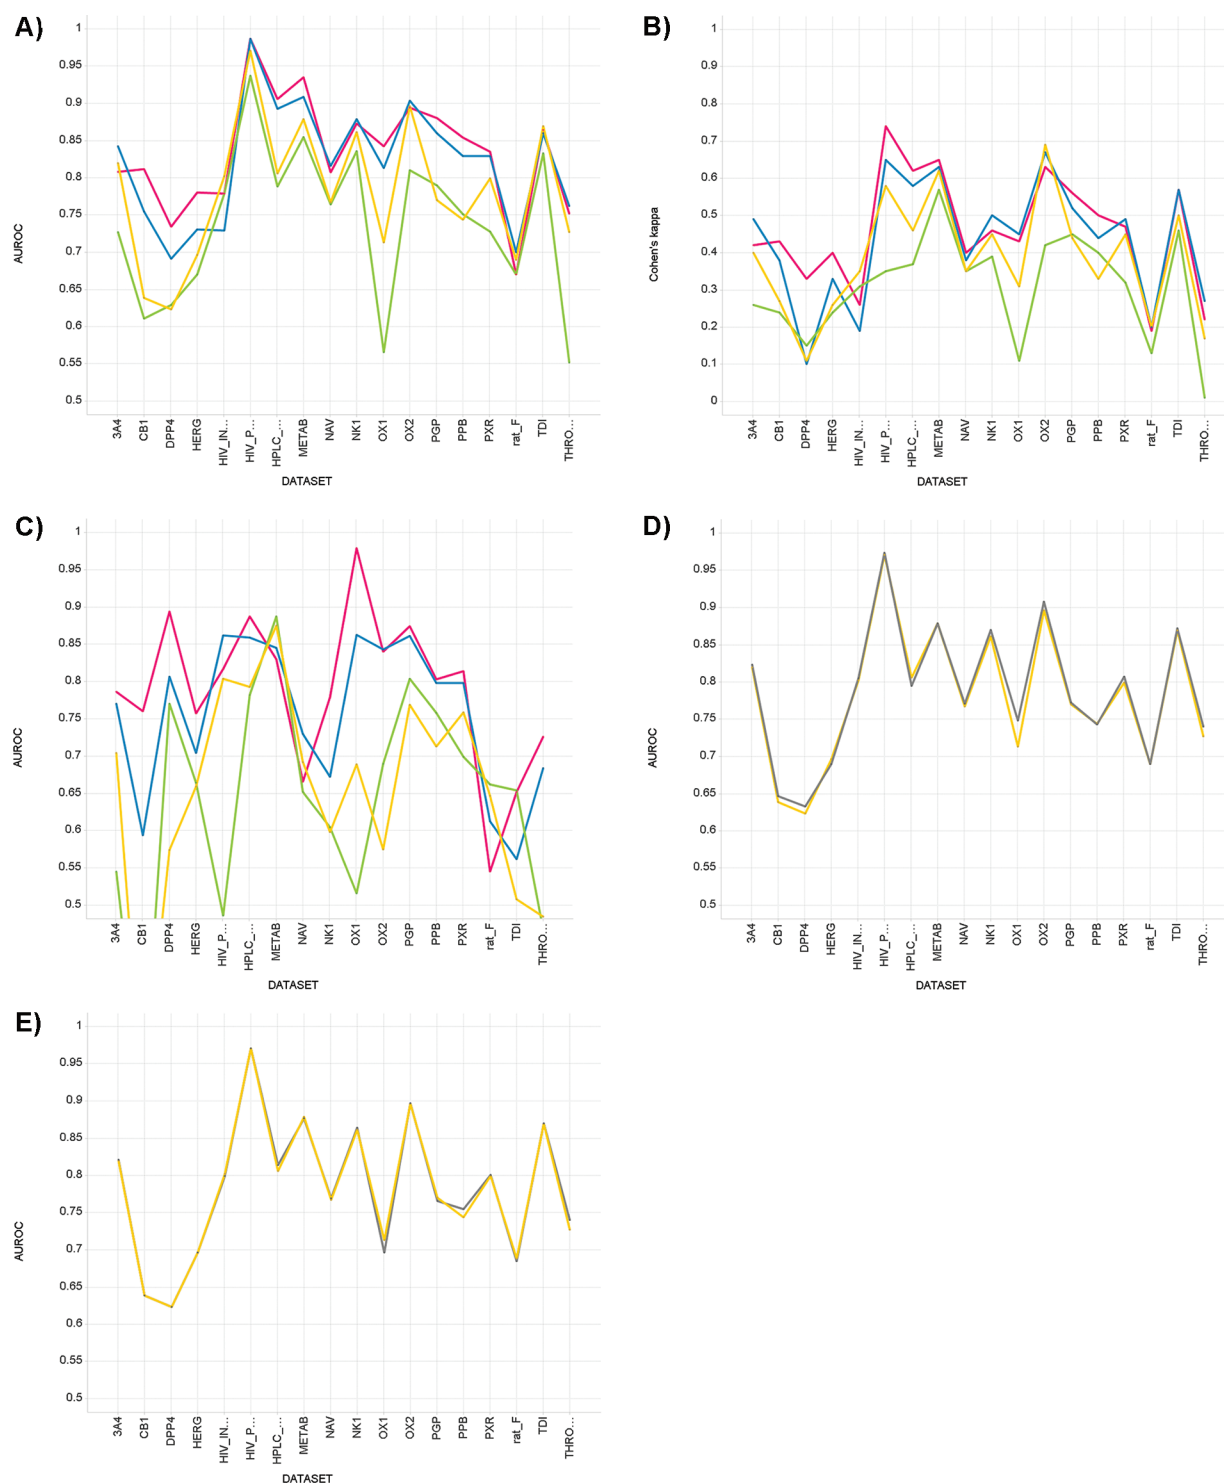 A)
1
0.95
0.9
0.85
0.8
0.75
0.7
0.65
0.6
0.55
0.5
AUROC
3A4
CB1
DPP4
HERG
HIV_IN...
HIV_P...
HPLC_...
METAB
NAV
NK1
OX1
OX2
PGP
PPB
PXR
rat_F
TDI
THRO...
DATASET
B)
1
0.9
0.8
0.7
0.6
0.5
0.4
0.3
0.2
0.1
0
Cohen's kappa
3A4
CB1
DPP4
HERG
HIV_IN...
HIV_P...
HPLC_...
METAB
NAV
NK1
OX1
OX2
PGP
PPB
PXR
rat_F
TDI
THRO...
DATASET
C)
1
0.95
0.9
0.85
0.8
0.75
0.7
0.65
0.6
0.55
0.5
AUROC
3A4
CB1
DPP4
HERG
HIV_P...
HPLC_...
METAB
NAV
NK1
OX1
OX2
PGP
PPB
PXR
rat_F
TDI
THRO...
DATASET
D)
1
0.95
0.9
0.85
0.8
0.75
0.7
0.65
0.6
0.55
0.5
AUROC
3A4
CB1
DPP4
HERG
HIV_IN...
HIV_P...
HPLC_...
METAB
NAV
NK1
OX1
OX2
PGP
PPB
PXR
rat_F
TDI
THRO...
DATASET
E)
1
0.95
0.9
0.85
0.8
0.75
0.7
0.65
0.6
0.55
0.5
AUROC
3A4
CB1
DPP4
HERG
HIV_IN...
HIV_P...
HPLC_...
METAB
NAV
NK1
OX1
OX2
PGP
PPB
PXR
rat_F
TDI
THRO...
DATASET